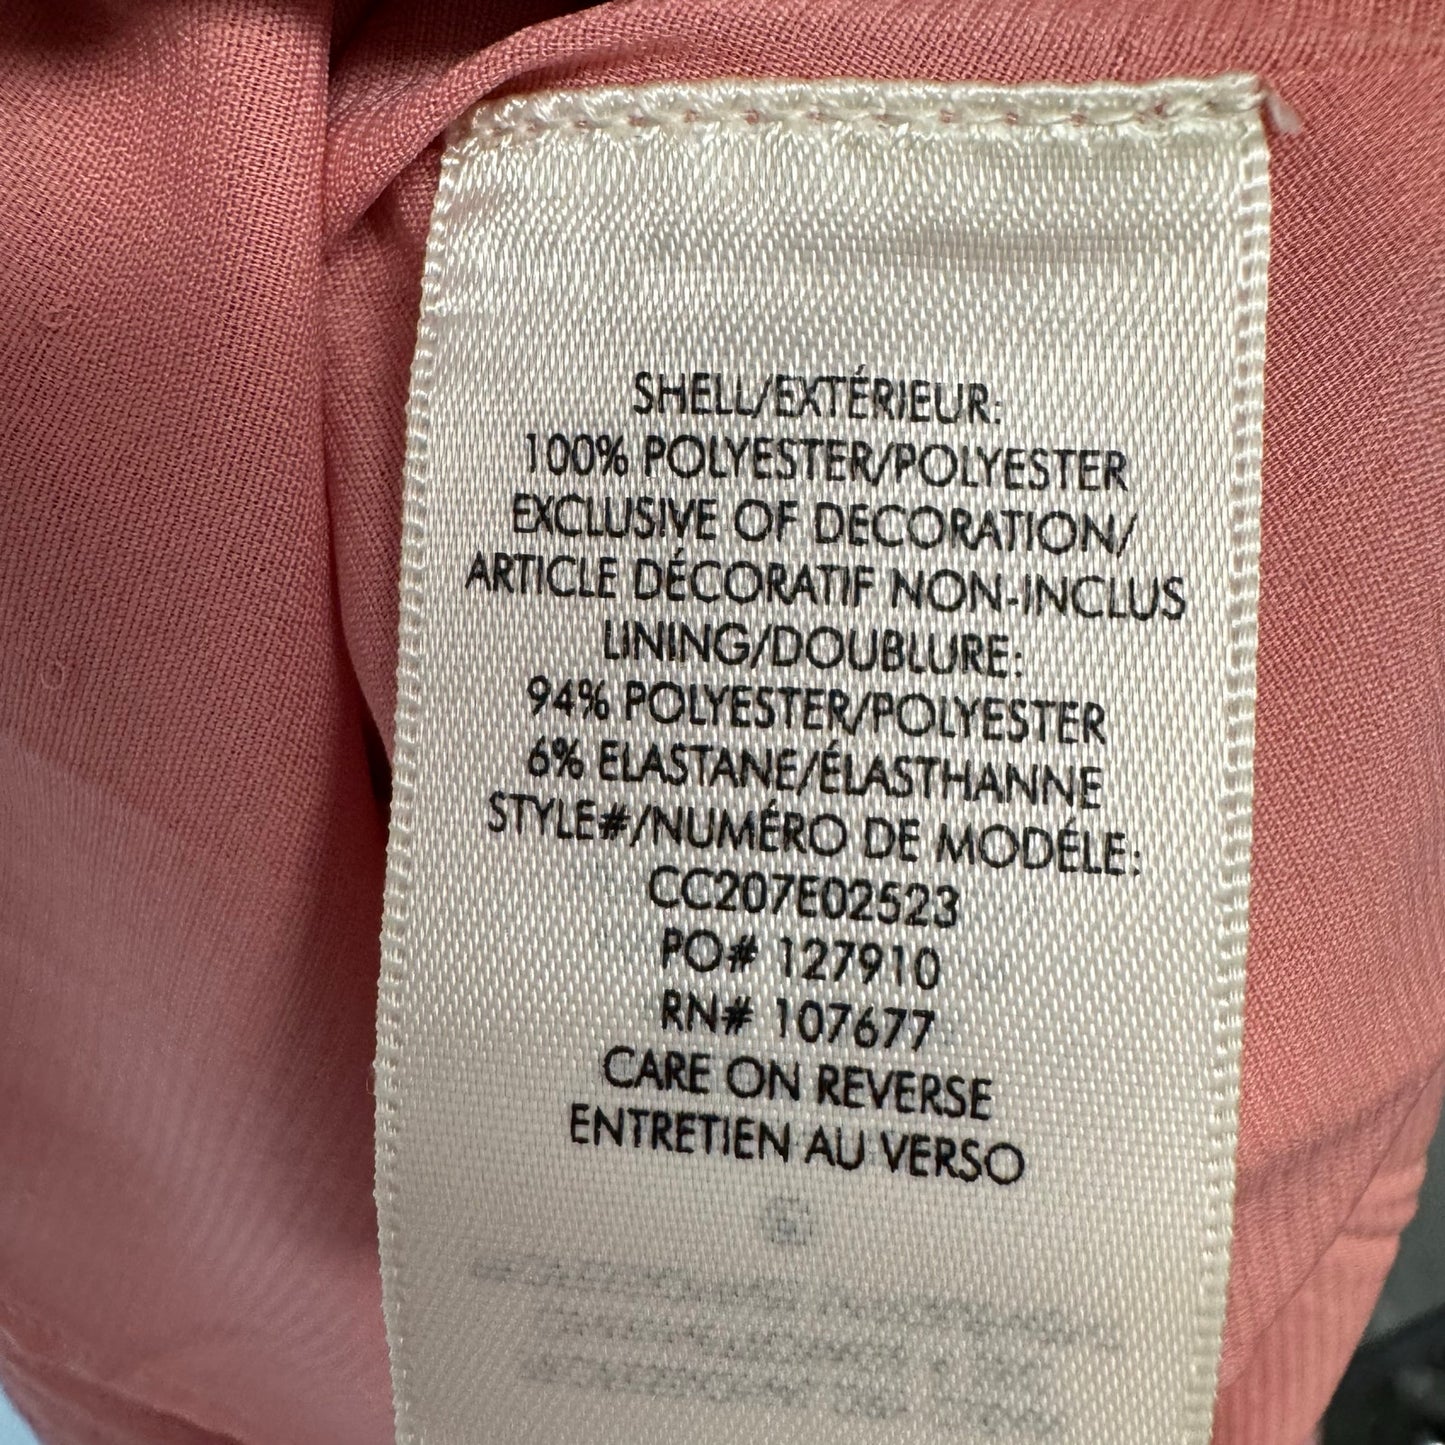 SHELL/EXTÉRIEUR:
100% POLYESTER/POLYESTER
EXCLUSIVE OF DECORATION/
ARTICLE DÉCORATIF NON-INCLUS
LINING/DOUBLURE:
94% POLYESTER/POLYESTER
6% ELASTANE/ÉLASTHANNE
STYLE#/NUMÉRO DE MODÉLE:
CC207E02523
PO# 127910
RN# 107677
CARE ON REVERSE
ENTRETIEN AU VERSO